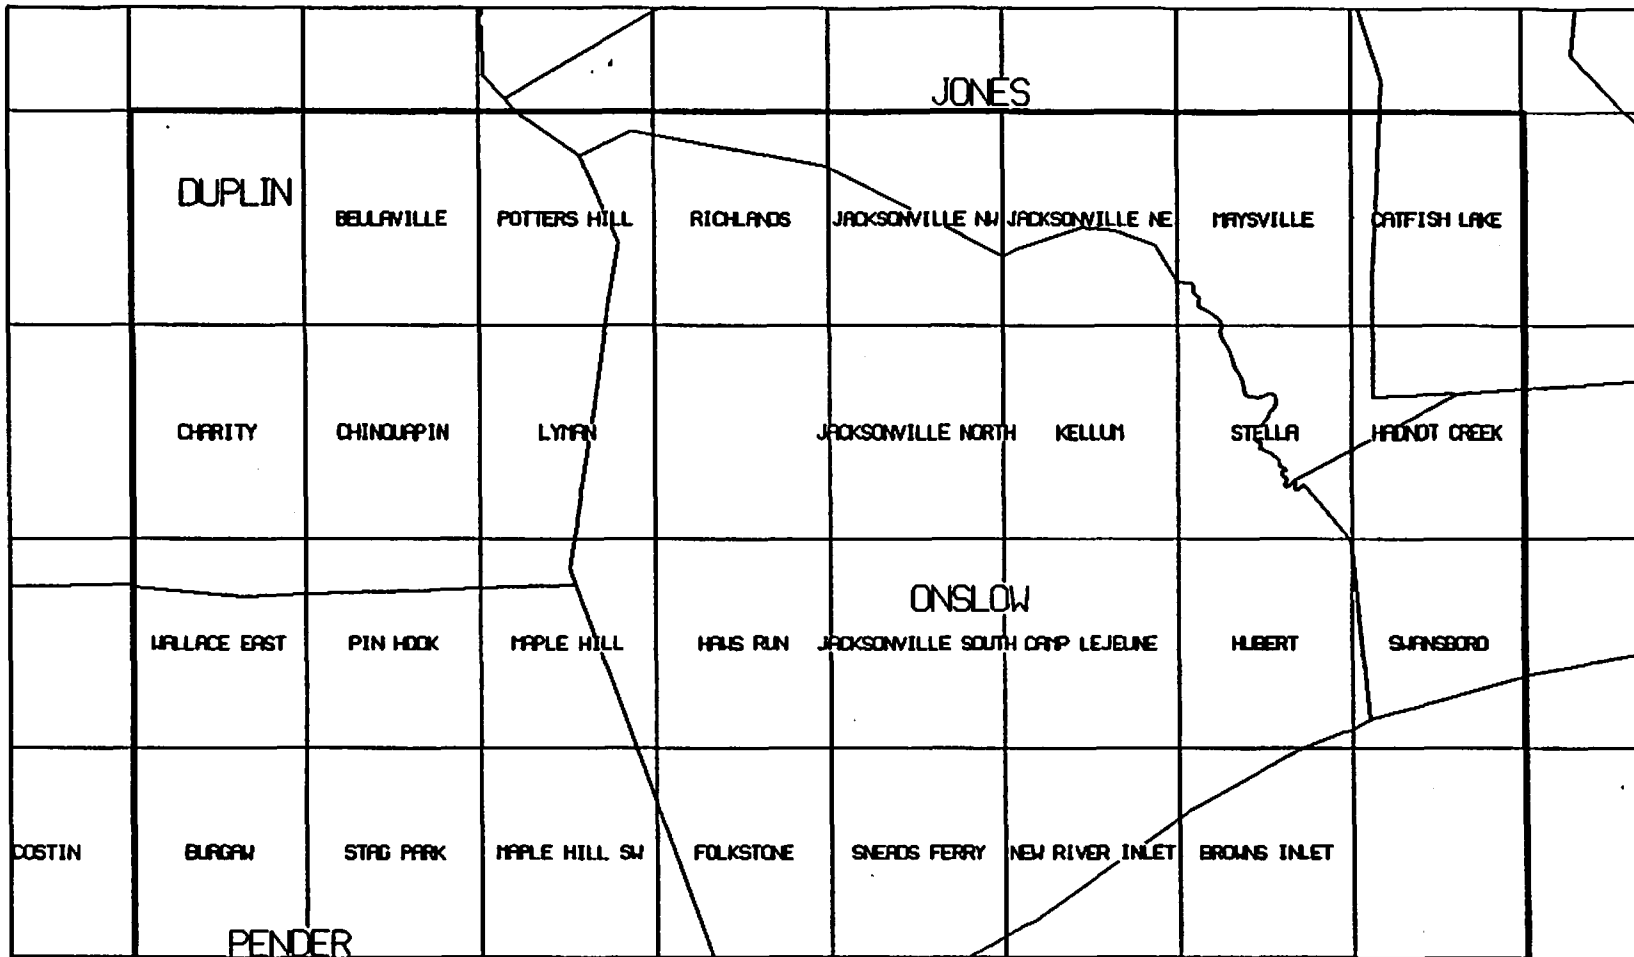 JONES
DUPLIN
BEULAVILLE
POTTERS HILL
RICHLANDS
JACKSONVILLE NW
JACKSONVILLE NE
MAYSVILLE
CATFISH LAKE
CHARITY
CHINQUAPIN
LYMAN
JACKSONVILLE NORTH
KELLUM
STELLA
HADNOT CREEK
ONSLOW
WALLACE EAST
PIN HOOK
MAPLE HILL
HAWS RUN
JACKSONVILLE SOUTH
CAMP LEJEUNE
HUBERT
SWANSBORO
COSTIN
BURGAW
STAG PARK
MAPLE HILL SW
FOLKSTONE
SNEADS FERRY
NEW RIVER INLET
BROWNS INLET
PENDER